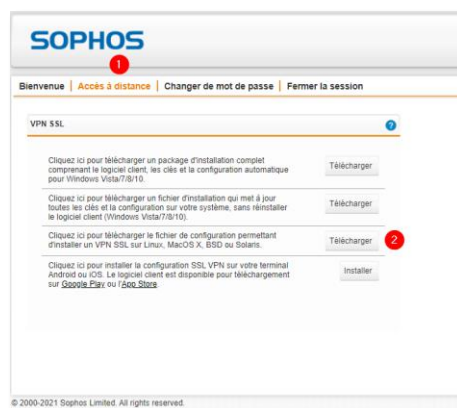 SOPHOS
1
Bienvenue | Accès à distance | Changer de mot de passe | Fermer la session
VPN SSL
?
Cliquez ici pour télécharger un package d'installation complet
comprenant le logiciel client, les clés et la configuration automatique
pour Windows Vista/7/8/10.
Télécharger
Cliquez ici pour télécharger un fichier d'installation qui met à jour
toutes les clés et la configuration sur votre système, sans réinstaller
le logiciel client (Windows Vista/7/8/10).
Télécharger
Cliquez ici pour télécharger le fichier de configuration permettant
d'installer un VPN SSL sur Linux, MacOS X, BSD ou Solaris.
Télécharger
2
Cliquez ici pour installer la configuration SSL VPN sur votre terminal
Android ou iOS. Le logiciel client est disponible pour téléchargement
sur Google Play ou l'App Store.
Installer
© 2000-2021 Sophos Limited. All rights reserved.